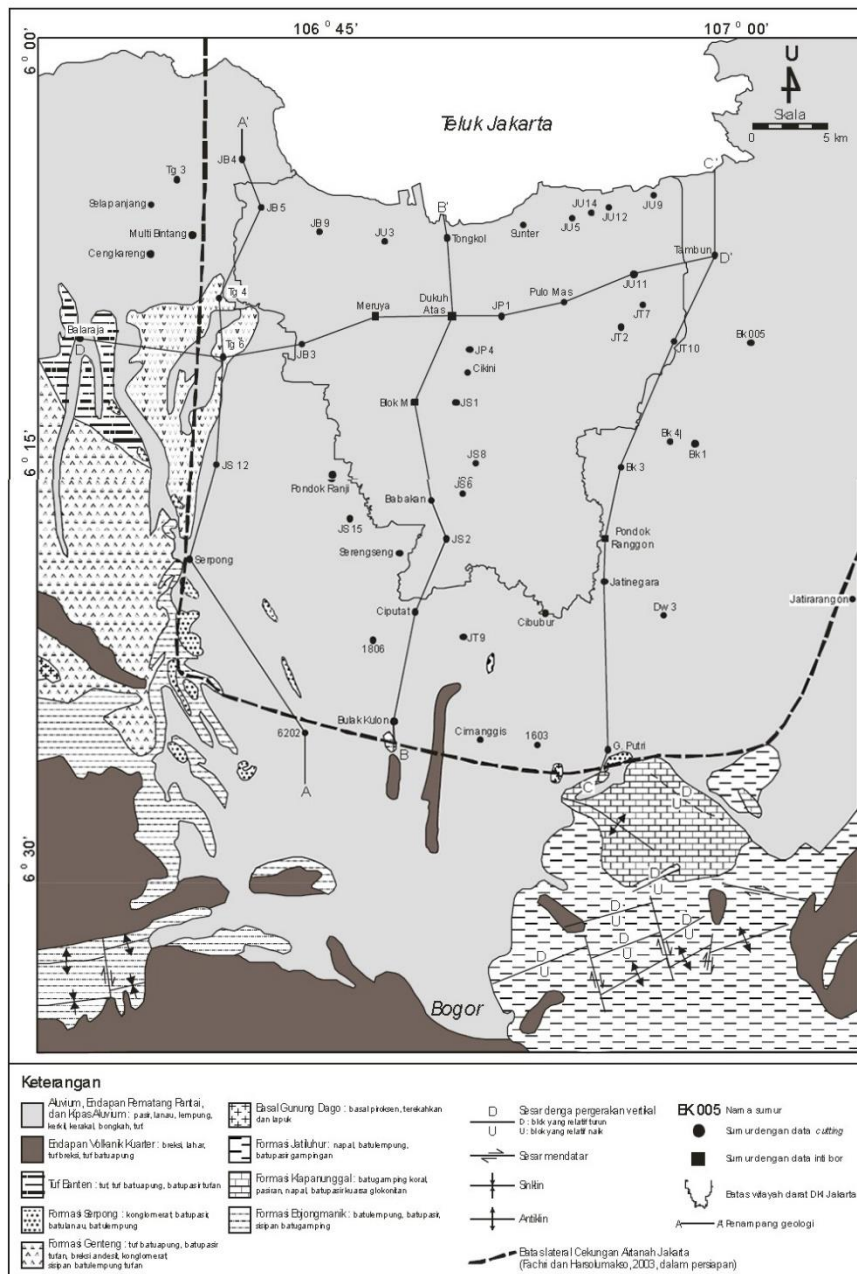 106 ° 45'
107 ° 00'
6 ° 00'
U
4
Skala
0 5 km
Teluk Jakarta
A'
JB4
C'
Tg 3
JU9
JU14
Selapanjang
JB5
JU12
B'
JU5
JB9
Sunter
Multi Bintang
JU3
Tongkol
Tambun
Cengkareng
D'
JU11
Tg 4
Pulo Mas
Meruya
Dukuh
Atas
JP1
JT7
Balaraja
D
JT2
Tg 6
JB3
JP4
JT10
Bk 005
Cikini
Blok M
JS1
6 ° 15'
Bk 4
Bk 1
JS 12
JS8
Bk 3
Pondok Ranji
JS6
Babakan
JS15
Pondok
Ranggon
Serpong
Serengseng
JS2
Jatinegara
Jatirarangon
Ciputat
Cibubur
Dw 3
1806
JT9
Bulak Kulon
6202
Cimanggis
1603
G. Putri
B
A
C
D
U
6 ° 30'
D
U
D
U
D
U
D
U
D
U
Bogor
Keterangan
Aluvium, Endapan Pematang Pantai,
dan Kipas Aluvium : pasir, lanau, lempung,
kerikil, kerakal, bongkah, tuf
Endapan Volkanik Kuarter : breksi, lahar,
tuf breksi, tuf batuapung
Tuf Banten : tuf, tuf batuapung, batupasir tufan
Formasi Serpong : konglomerat, batupasir,
batulanau, batulempung
Formasi Genteng : tuf batuapung, batupasir
tufan, breksi andesit, konglomerat,
sisipan batulempung tufan
Basal Gunung Dago : basal piroksen, terekahkan
dan lapuk
Formasi Jatiluhur : napal, batulempung,
batupasir gampingan
Formasi Klapanunggal : batugamping koral,
pasiran, napal, batupasir kuarsa glokonitan
Formasi Bojongmanik : batulempung, batupasir,
sisipan batugamping
D
U
Sesar denga pergerakan vertikal
D : blok yang relatif turun
U : blok yang relatif naik
Sesar mendatar
Sinklin
Antiklin
Batas lateral Cekungan Airtanah Jakarta
(Fachri dan Harsolumakso, 2003, dalam persiapan)
BK 005 Nama sumur
Sumur dengan data cutting
Sumur dengan data inti bor
Batas wilayah darat DKI Jakarta
A A' Penampang geologi